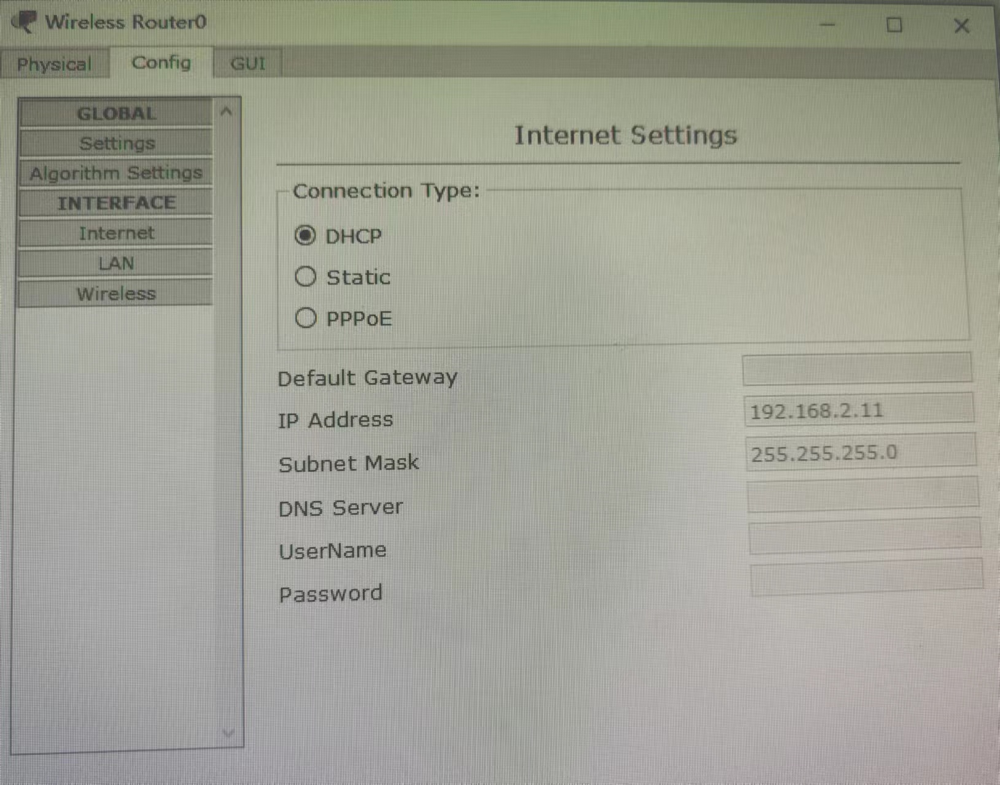 Wireless Router0
Physical
Config
GUI
GLOBAL
Settings
Algorithm Settings
INTERFACE
Internet
LAN
Wireless
Internet Settings
Connection Type:
DHCP
Static
PPPoE
Default Gateway
IP Address 192.168.2.11
Subnet Mask 255.255.255.0
DNS Server
UserName
Password